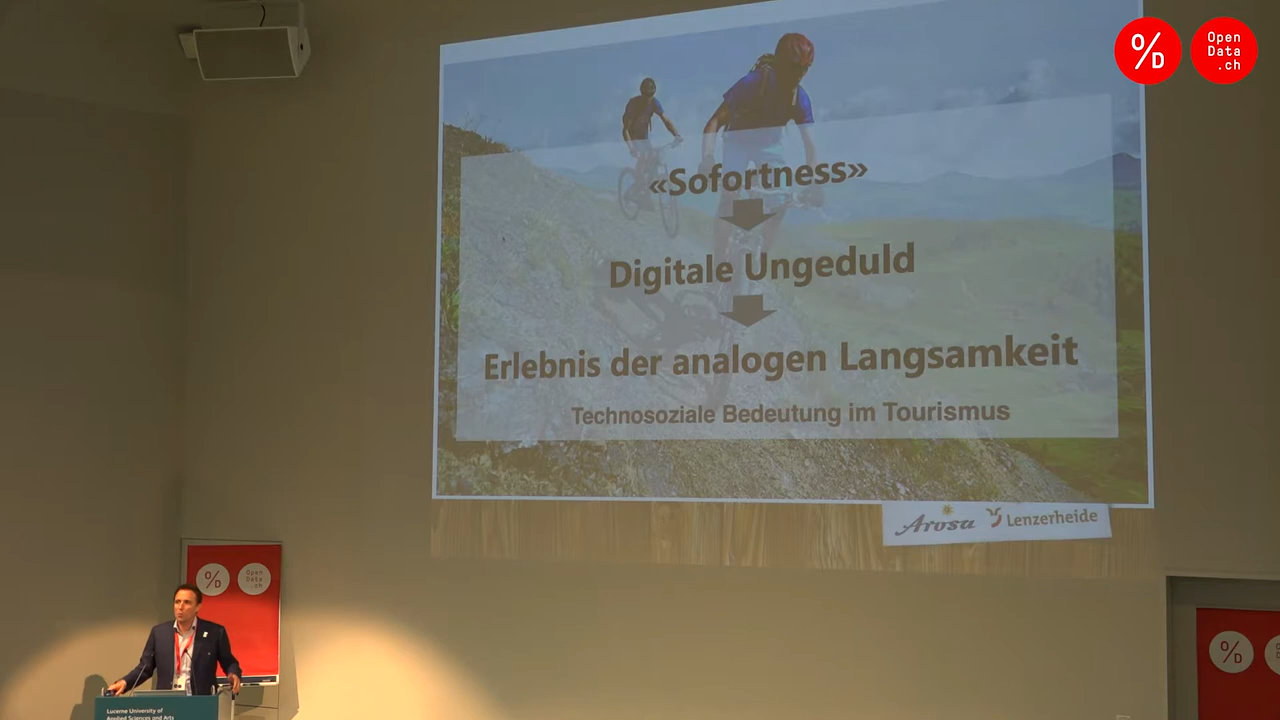 %D
Open
Data
.ch
«Sofortness»
Digitale Ungeduld
Erlebnis der analogen Langsamkeit
Technosoziale Bedeutung im Tourismus
Arosa Lenzerheide
%D
Open
Data
.ch
%D
Lucerne University of
Applied Sciences and Arts